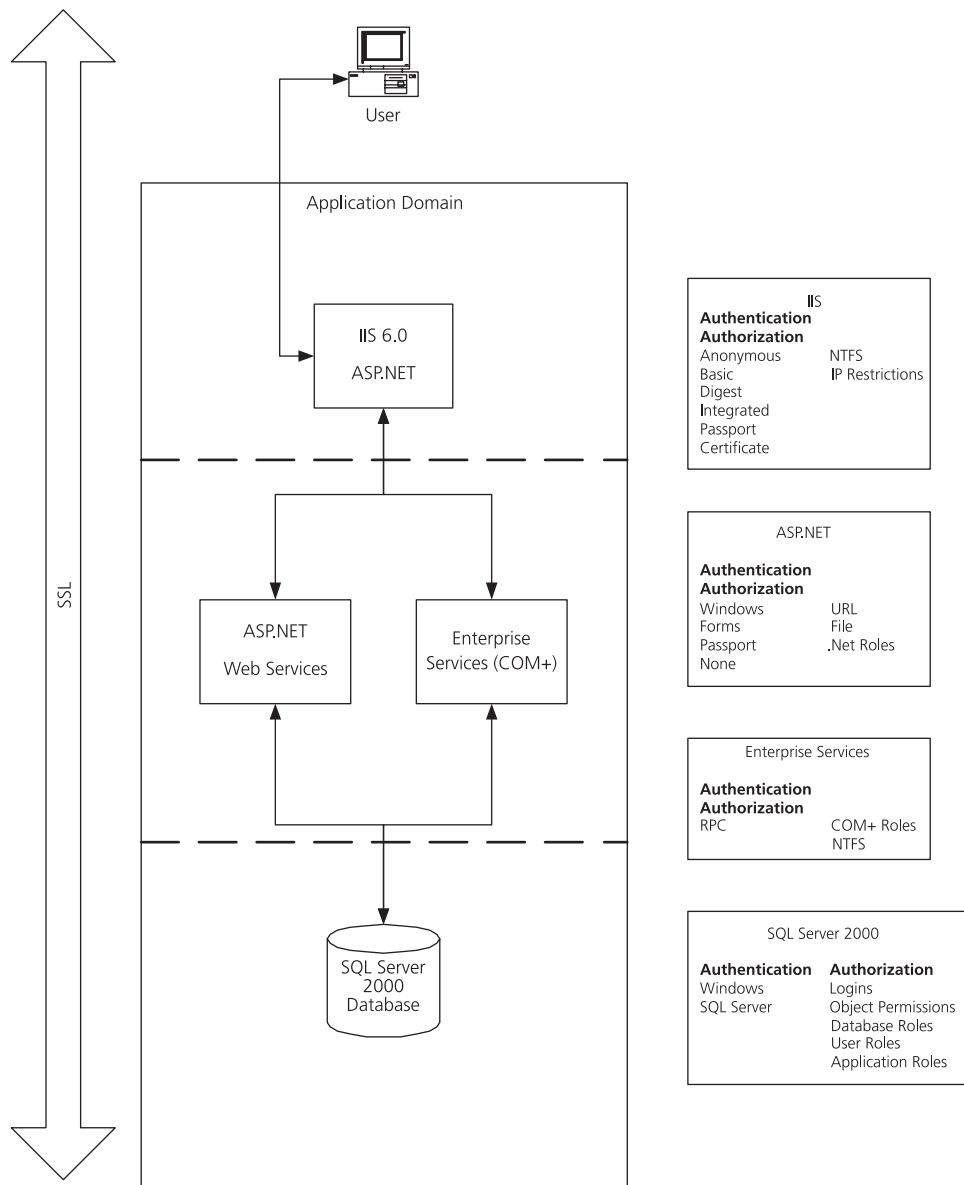 User
Application Domain
IIS 6.0
ASP.NET
SSL
ASP.NET
Web Services
Enterprise
Services (COM+)
SQL Server
2000
Database
IIS
Authentication
Authorization
Anonymous NTFS
Basic IP Restrictions
Digest
Integrated
Passport
Certificate
ASP.NET
Authentication
Authorization
Windows URL
Forms File
Passport .Net Roles
None
Enterprise Services
Authentication
Authorization
RPC COM+ Roles
NTFS
SQL Server 2000
Authentication Authorization
Windows Logins
SQL Server Object Permissions
Database Roles
User Roles
Application Roles